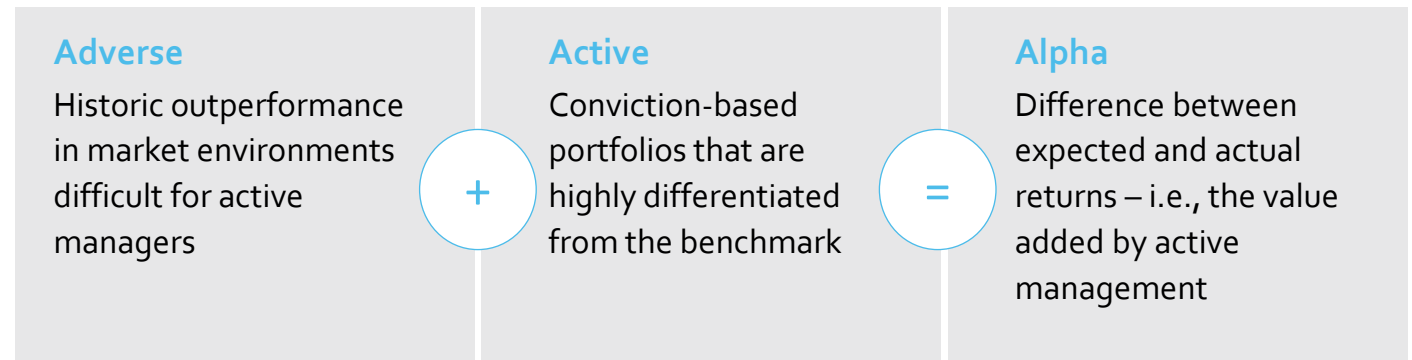 Adverse
Historic outperformance
in market environments
difficult for active
managers
+
Active
Conviction-based
portfolios that are
highly differentiated
from the benchmark
=
Alpha
Difference between
expected and actual
returns – i.e., the value
added by active
management